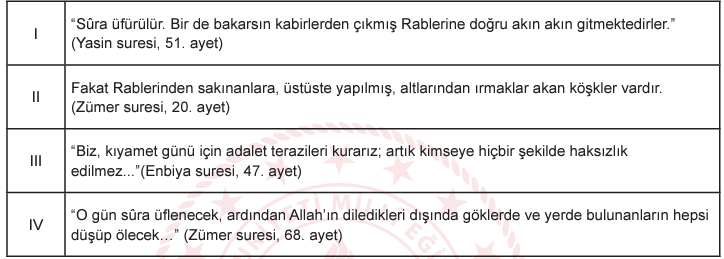 I
“Sûra üfürülür. Bir de bakarsın kabirlerden çıkmış Rablerine doğru akın akın gitmektedirler.”
(Yasin suresi, 51. ayet)
II
Fakat Rablerinden sakınanlara, üstüste yapılmış, altlarından ırmaklar akan köşkler vardır.
(Zümer suresi, 20. ayet)
III
“Biz, kıyamet günü için adalet terazileri kurarız; artık kimseye hiçbir şekilde haksızlık
edilmez...”(Enbiya suresi, 47. ayet)
IV
“O gün sûra üflenecek, ardından Allah’ın diledikleri dışında göklerde ve yerde bulunanların hepsi
düşüp ölecek…” (Zümer suresi, 68. ayet)